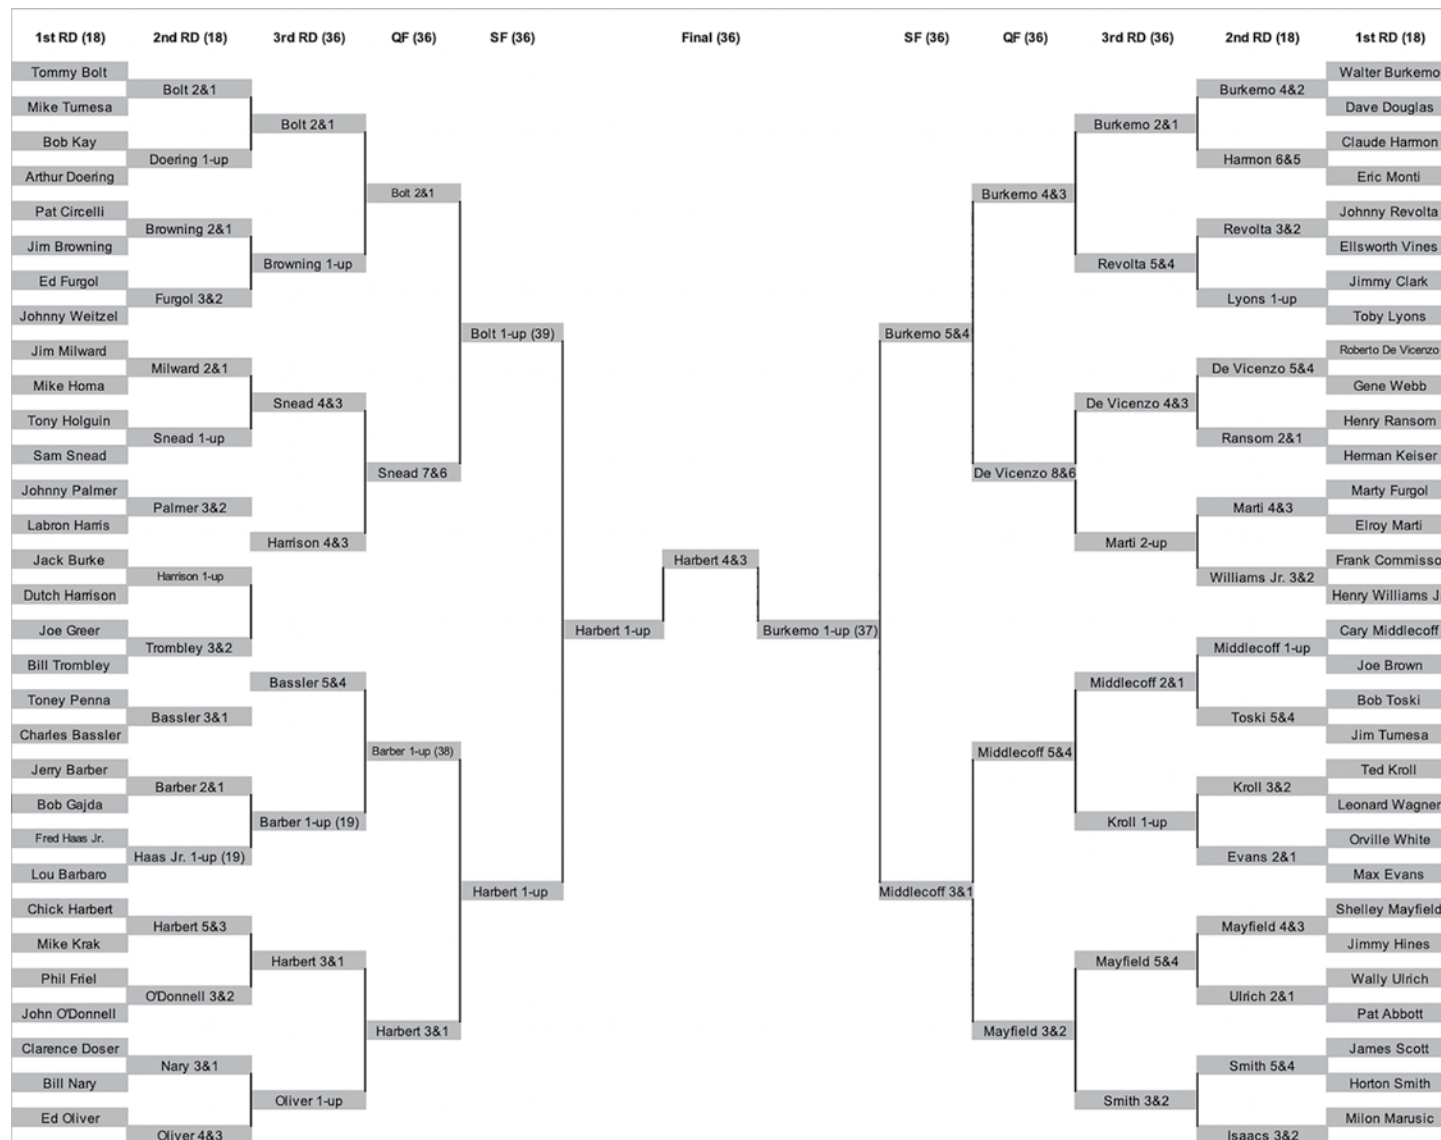 1st RD (18)
2nd RD (18)
3rd RD (36)
QF (36)
SF (36)
Final (36)
SF (36)
QF (36)
3rd RD (36)
2nd RD (18)
1st RD (18)
Tommy Bolt
Mike Turnesa
Bob Kay
Arthur Doering
Pat Circelli
Jim Browning
Ed Furgol
Johnny Weitzel
Jim Milward
Mike Homa
Tony Holguin
Sam Snead
Johnny Palmer
Labron Harris
Jack Burke
Dutch Harrison
Joe Greer
Bill Trombley
Toney Penna
Charles Bassler
Jerry Barber
Bob Gajda
Fred Haas Jr.
Lou Barbaro
Chick Harbert
Mike Krak
Phil Friel
John O'Donnell
Clarence Doser
Bill Nary
Ed Oliver
Bolt 2&1
Doering 1-up
Browning 2&1
Furgol 3&2
Milward 2&1
Snead 1-up
Palmer 3&2
Harrison 1-up
Trombley 3&2
Bassler 3&1
Barber 2&1
Haas Jr. 1-up (19)
Harbert 5&3
O'Donnell 3&2
Nary 3&1
Oliver 4&3
Bolt 2&1
Browning 1-up
Snead 4&3
Harrison 4&3
Bassler 5&4
Barber 1-up (19)
Harbert 3&1
Oliver 1-up
Bolt 2&1
Snead 7&6
Barber 1-up (38)
Harbert 3&1
Bolt 1-up (39)
Harbert 1-up
Harbert 1-up
Harbert 4&3
Burkemo 1-up (37)
Burkemo 5&4
Middlecoff 3&1
Burkemo 4&3
De Vicenzo 8&6
Middlecoff 5&4
Mayfield 3&2
Burkemo 2&1
Revolta 5&4
De Vicenzo 4&3
Marti 2-up
Middlecoff 2&1
Kroll 1-up
Mayfield 5&4
Smith 3&2
Burkemo 4&2
Harmon 6&5
Revolta 3&2
Lyons 1-up
De Vicenzo 5&4
Ransom 2&1
Marti 4&3
Williams Jr. 3&2
Middlecoff 1-up
Toski 5&4
Kroll 3&2
Evans 2&1
Mayfield 4&3
Ulrich 2&1
Smith 5&4
Isaacs 3&2
Walter Burkemo
Dave Douglas
Claude Harmon
Eric Monti
Johnny Revolta
Ellsworth Vines
Jimmy Clark
Toby Lyons
Roberto De Vicenzo
Gene Webb
Henry Ransom
Herman Keiser
Marty Furgol
Elroy Marti
Frank Commisso
Henry Williams J
Cary Middlecoff
Joe Brown
Bob Toski
Jim Turnesa
Ted Kroll
Leonard Wagner
Orville White
Max Evans
Shelley Mayfield
Jimmy Hines
Wally Ulrich
Pat Abbott
James Scott
Horton Smith
Milon Marusic